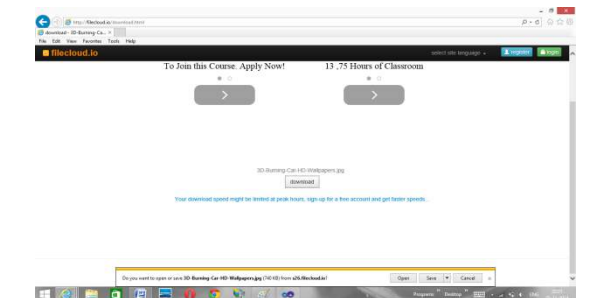 http://filecloud.io/download.html
download - 3D-Burning-Ca...
File Edit View Favorites Tools Help
filecloud.io
select site language
register
login
To Join this Course. Apply Now!
13 ,75 Hours of Classroom
3D-Burning-Car-HD-Wallpapers.jpg
download
Your download speed might be limited at peak hours, sign up for a free account and get faster speeds.
Do you want to open or save 3D-Burning-Car-HD-Wallpapers.jpg (740 KB) from s26.filecloud.io?
Open Save Cancel
Programs Desktop ENG